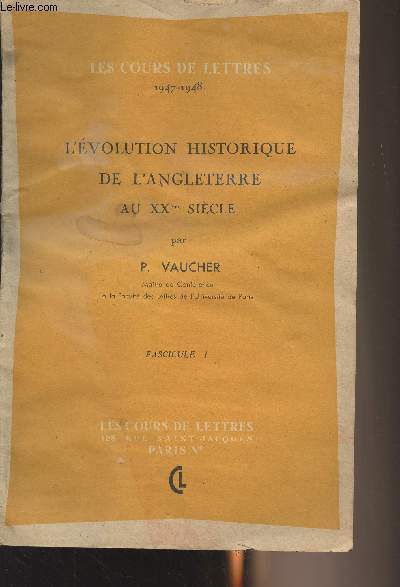 www.le-livre.com
LES COURS DE LETTRES
1947-1948
L'ÉVOLUTION HISTORIQUE
DE L'ANGLETERRE
AU XXme SIÈCLE
par
P. VAUCHER
Maître de Conférences
à la Faculté des Lettres de l'Université de Paris
FASCICULE I
LES COURS DE LETTRES
RUE SAINT-JACQUES
PARIS Ve
CL